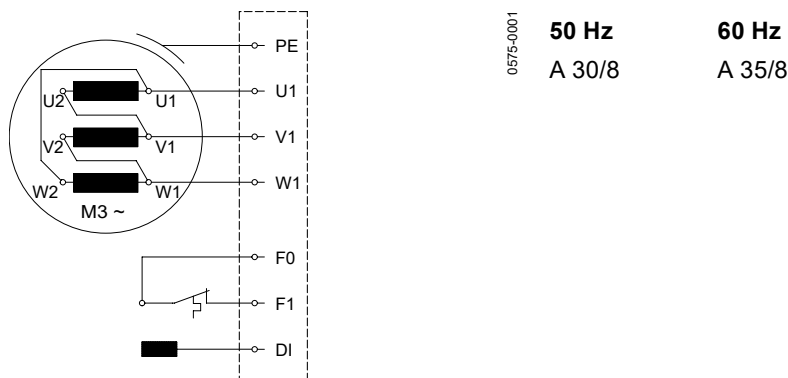 PE
U2 U1 U1
V2 V1 V1
W2 W1 W1
M3 ~
F0
F1
DI
0575-0001
50 Hz 60 Hz
A 30/8 A 35/8